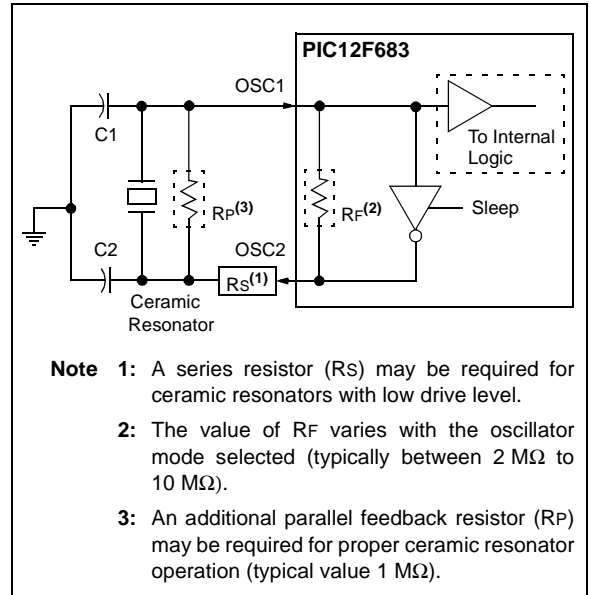 PIC12F683
OSC1
C1
To Internal
Logic
RP(3)
RF(2)
Sleep
C2
OSC2
RS(1)
Ceramic
Resonator
Note 1: A series resistor (RS) may be required for
ceramic resonators with low drive level.
2: The value of RF varies with the oscillator
mode selected (typically between 2 MΩ to
10 MΩ).
3: An additional parallel feedback resistor (RP)
may be required for proper ceramic resonator
operation (typical value 1 MΩ).